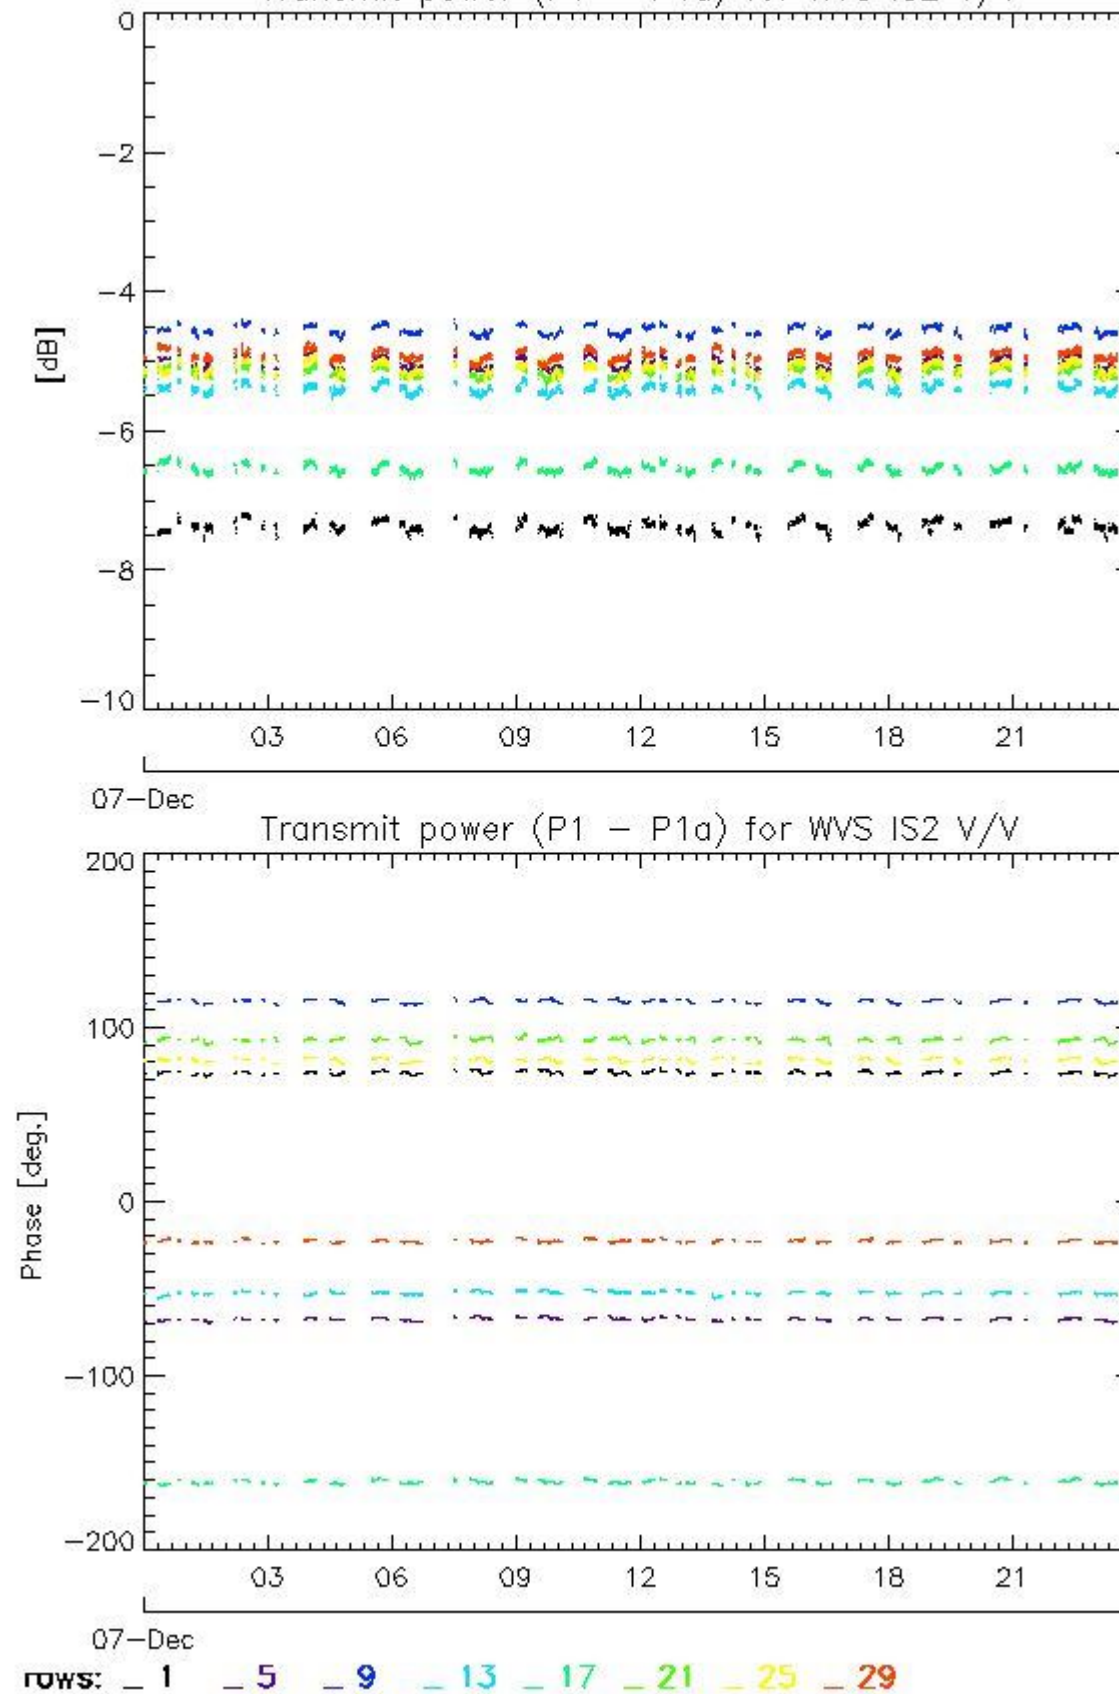 0
-2
-4
[dB]
-6
-8
-10
03 06 09 12 15 18 21
07-Dec
Transmit power (P1 - P1a) for WVS IS2 V/V
200
100
0
Phase [deg.]
-100
-200
03 06 09 12 15 18 21
07-Dec
rows: _ 1 _ 5 _ 9 _ 13 _ 17 _ 21 _ 25 _ 29